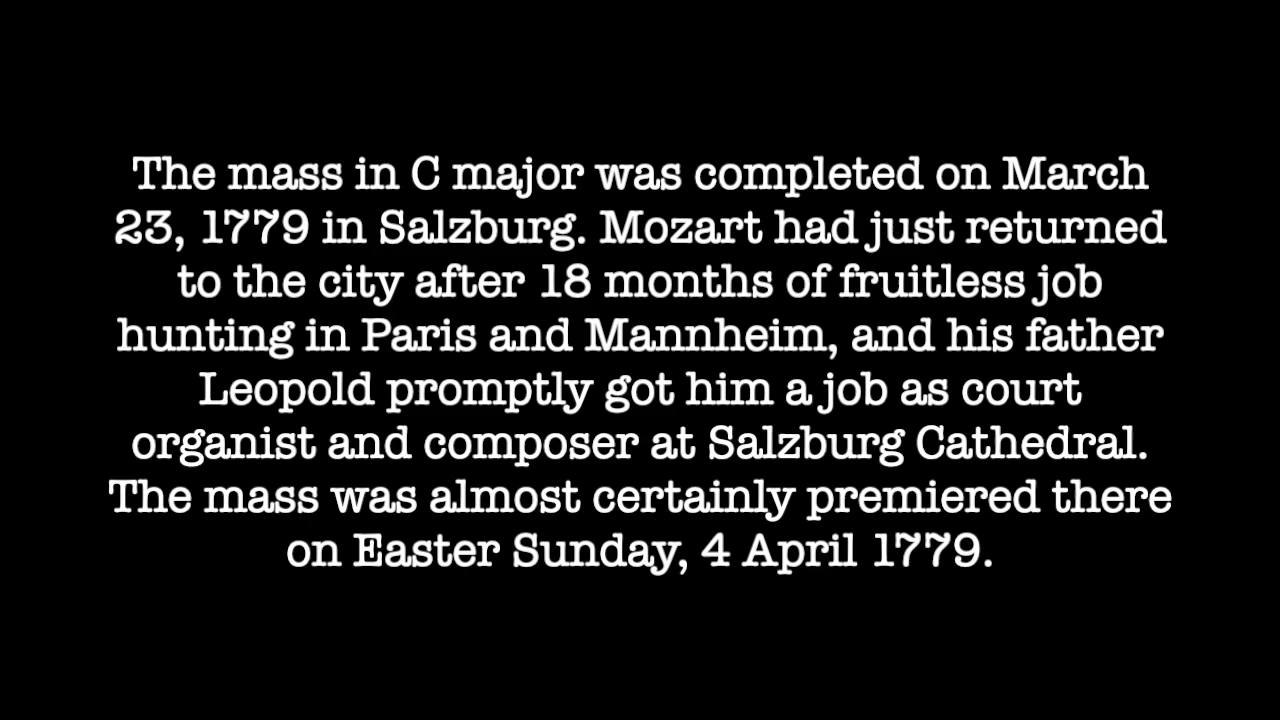 The mass in C major was completed on March
23, 1779 in Salzburg. Mozart had just returned
to the city after 18 months of fruitless job
hunting in Paris and Mannheim, and his father
Leopold promptly got him a job as court
organist and composer at Salzburg Cathedral.
The mass was almost certainly premiered there
on Easter Sunday, 4 April 1779.